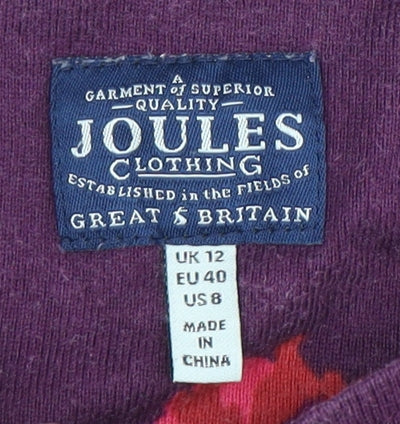 A
GARMENT of SUPERIOR
QUALITY
JOULES
CLOTHING
ESTABLISHED in the FIELDS of
GREAT & BRITAIN
UK 12
EU 40
US 8
MADE
IN
CHINA